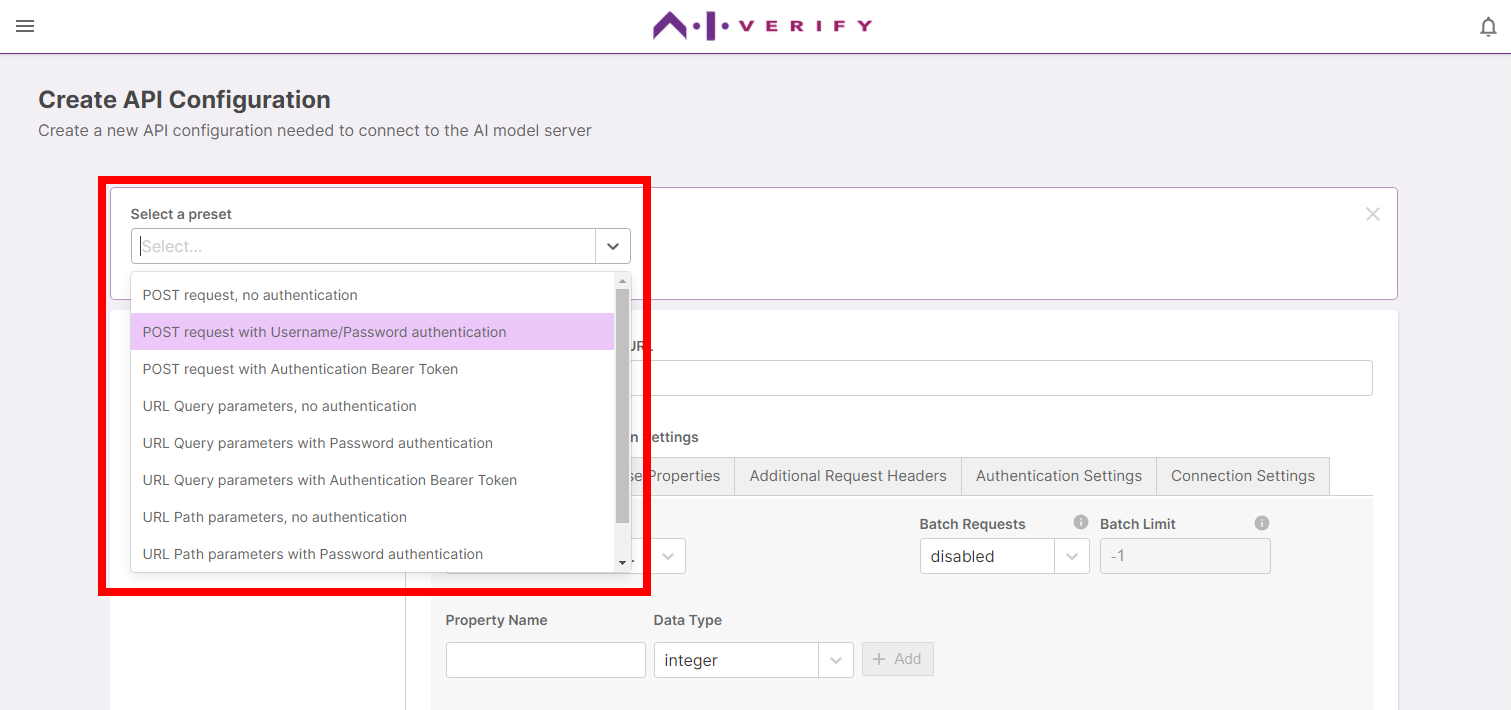 A·I·VERIFY
Create API Configuration
Create a new API configuration needed to connect to the AI model server
Select a preset
Select...
POST request, no authentication
POST request with Username/Password authentication
POST request with Authentication Bearer Token
URL Query parameters, no authentication
URL Query parameters with Password authentication
URL Query parameters with Authentication Bearer Token
URL Path parameters, no authentication
URL Path parameters with Password authentication
URL
n Settings
se Properties
Additional Request Headers
Authentication Settings
Connection Settings
Batch Requests
Batch Limit
disabled
-1
Property Name
Data Type
integer
+ Add